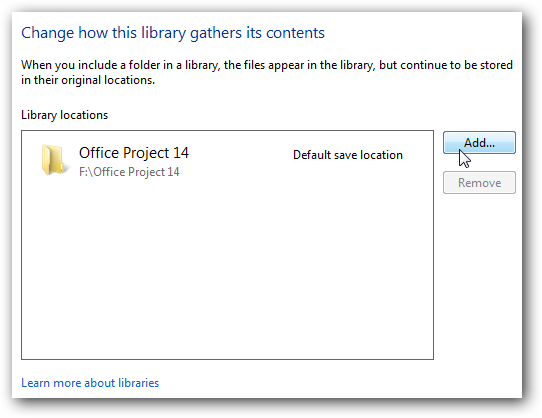 Change how this library gathers its contents
When you include a folder in a library, the files appear in the library, but continue to be stored
in their original locations.
Library locations
Office Project 14
Default save location
F:\Office Project 14
Add...
Remove
Learn more about libraries